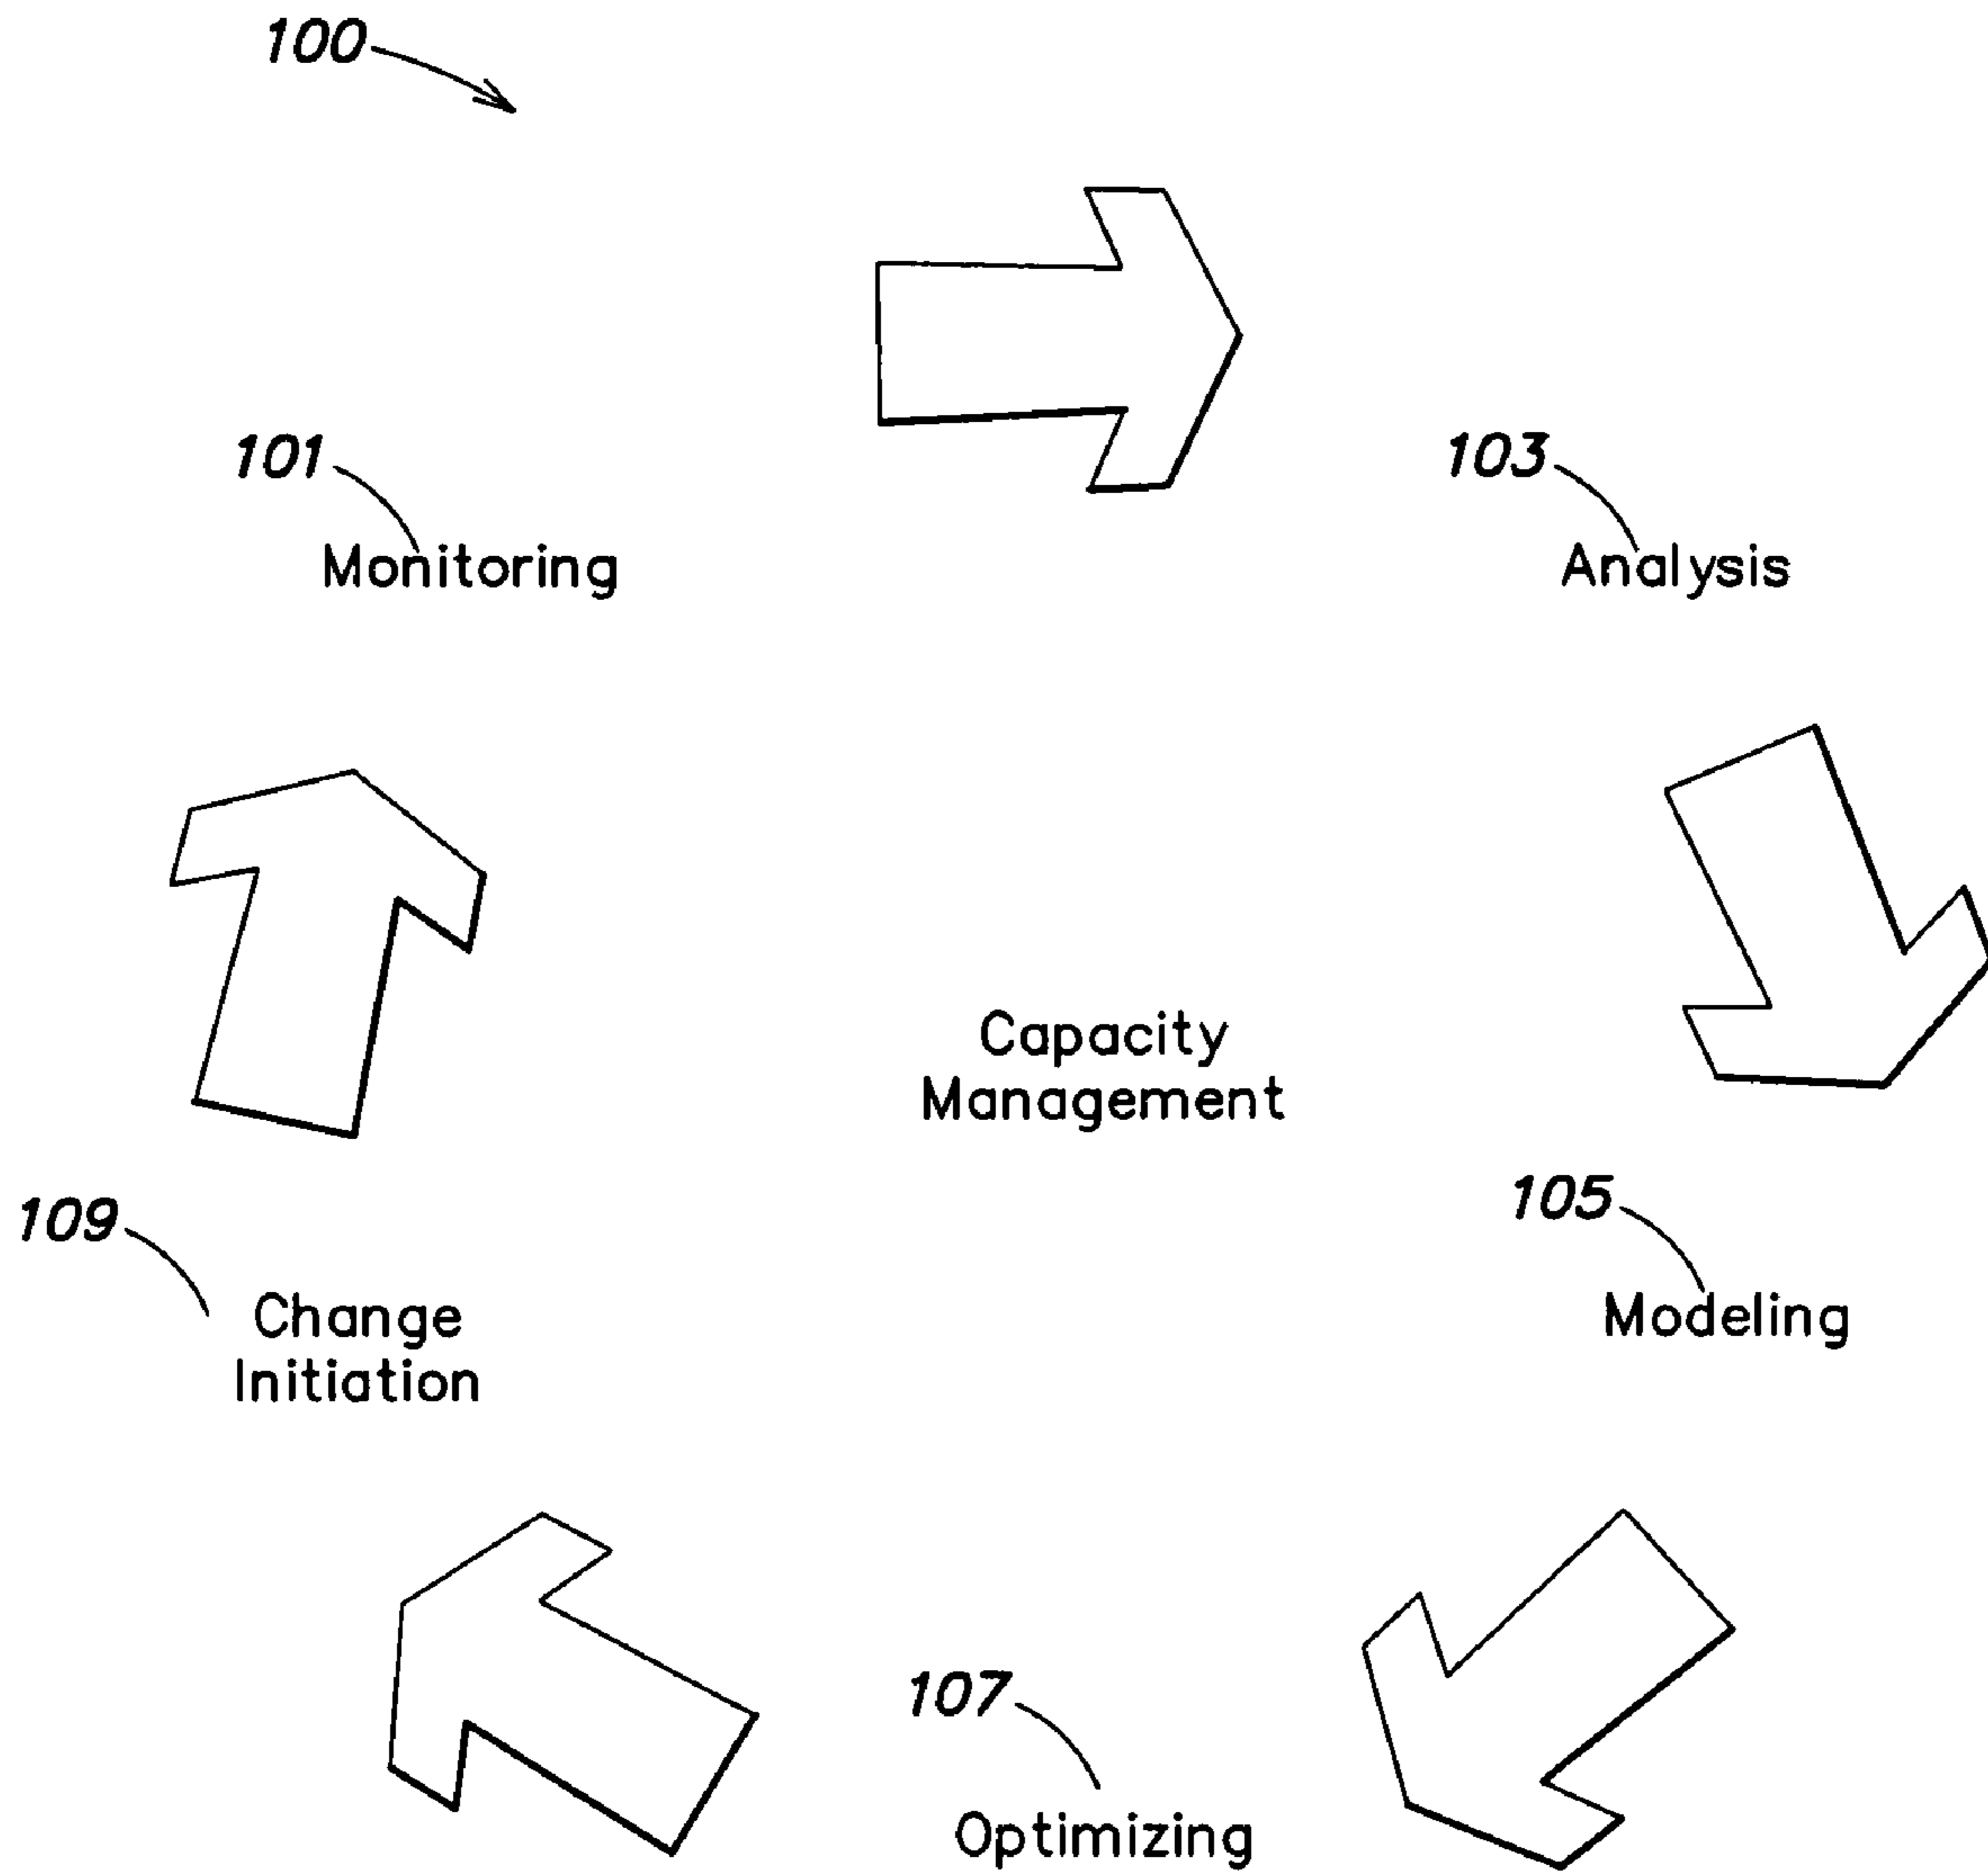 100
101
103
Monitoring
Analysis
Capacity
Management
109
105
Change
Initiation
Modeling
107
Optimizing